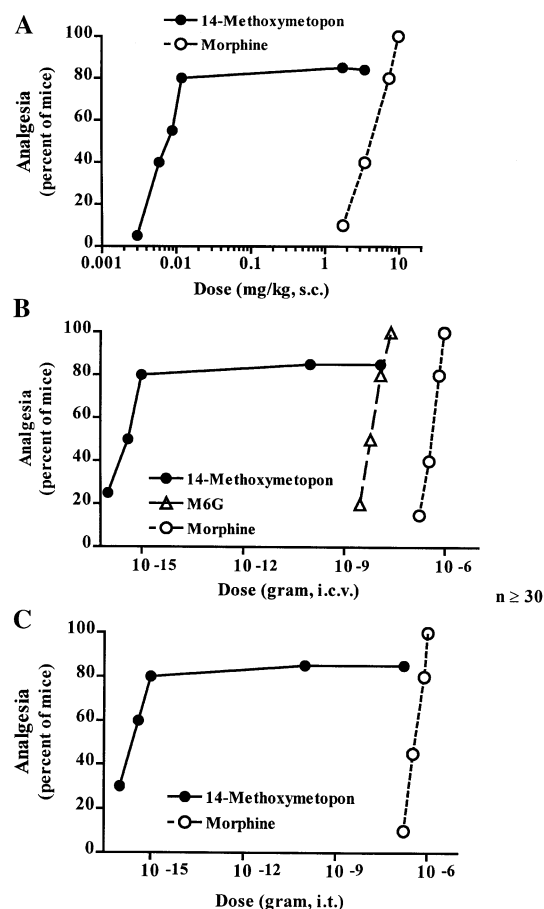 A
14-Methoxymetopon
Morphine
Analgesia
(percent of mice)
100
80
60
40
20
0
0.001 0.01 0.1 1 10
Dose (mg/kg, s.c.)
B
Analgesia
(percent of mice)
100
80
60
40
20
0
14-Methoxymetopon
M6G
Morphine
10 -15 10 -12 10 -9 10 -6
Dose (gram, i.c.v.)
n ≥ 30
C
Analgesia
(percent of mice)
100
80
60
40
20
0
14-Methoxymetopon
Morphine
10 -15 10 -12 10 -9 10 -6
Dose (gram, i.t.)